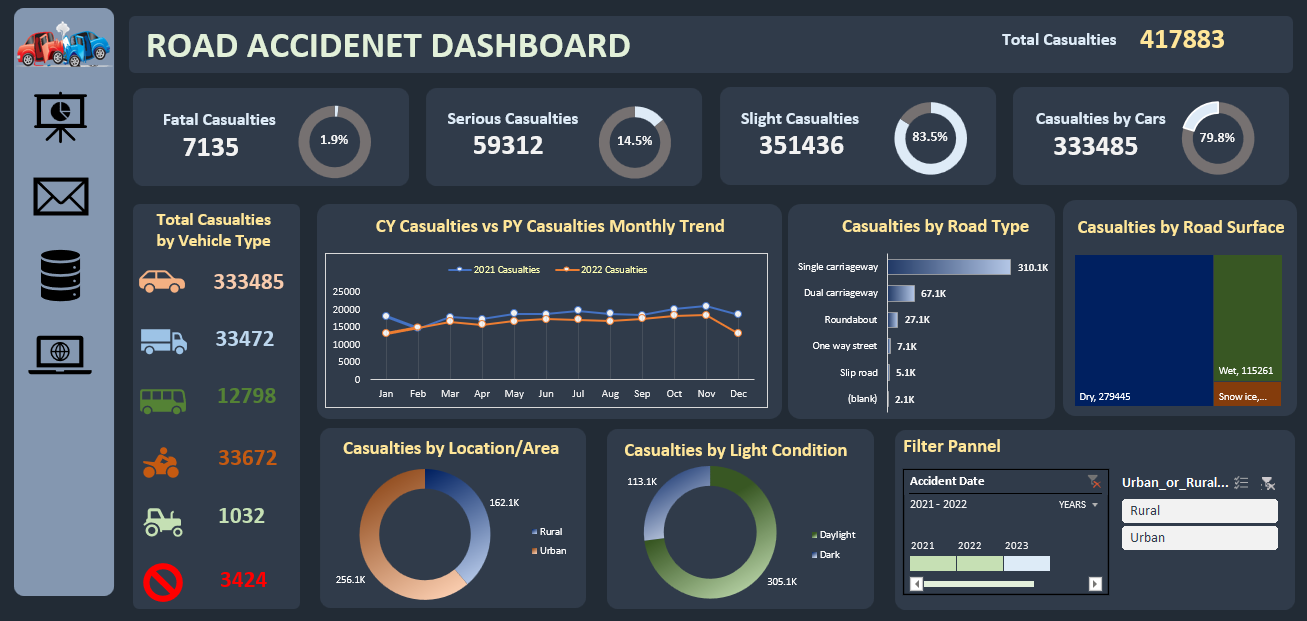 ROAD ACCIDENET DASHBOARD
Total Casualties 417883
Fatal Casualties
7135
1.9%
Serious Casualties
59312
14.5%
Slight Casualties
351436
83.5%
Casualties by Cars
333485
79.8%
Total Casualties
by Vehicle Type
333485
33472
12798
33672
1032
3424
CY Casualties vs PY Casualties Monthly Trend
2021 Casualties 2022 Casualties
25000
20000
15000
10000
5000
0
Jan Feb Mar Apr May Jun Jul Aug Sep Oct Nov Dec
Casualties by Road Type
Single carriageway 310.1K
Dual carriageway 67.1K
Roundabout 27.1K
One way street 7.1K
Slip road 5.1K
(blank) 2.1K
Casualties by Road Surface
Dry, 279445
Wet, 115261
Snow ice,...
Casualties by Location/Area
162.1K
Rural
Urban
256.1K
Casualties by Light Condition
113.1K
Daylight
Dark
305.1K
Filter Pannel
Accident Date
2021 - 2022 YEARS
2021 2022 2023
Urban_or_Rural...
Rural
Urban